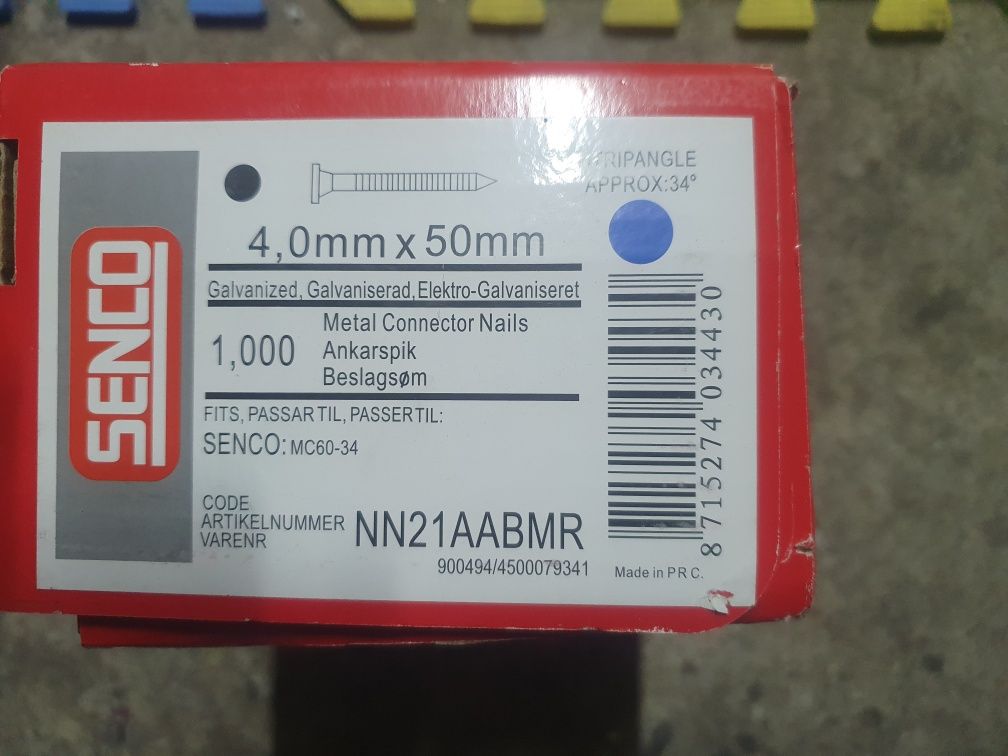 SENCO
STRIPANGLE
APPROX:34°
4,0mm x 50mm
Galvanized, Galvaniserad, Elektro-Galvaniseret
1,000
Metal Connector Nails
Ankarspik
Beslagsøm
FITS, PASSAR TIL, PASSER TIL:
SENCO: MC60-34
CODE
ARTIKELNUMMER
VARENR
NN21AABMR
900494/4500079341
8 715274 034430
Made in P R C.